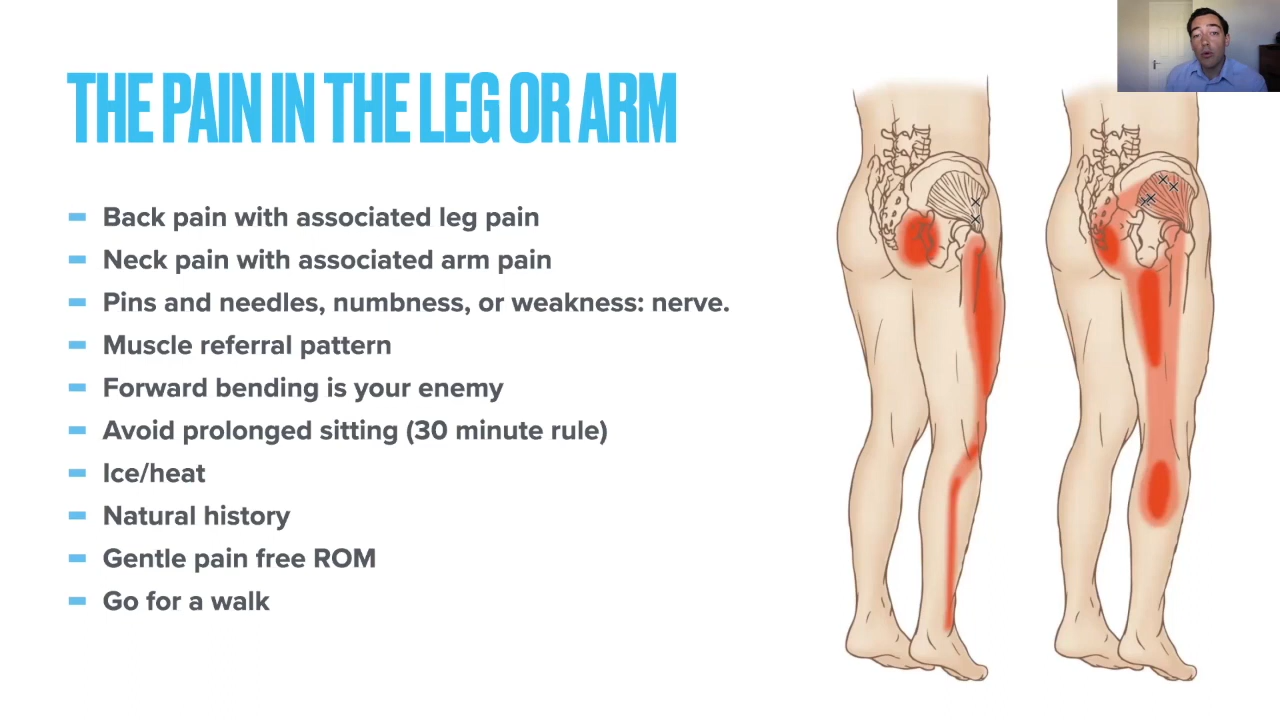 THE PAIN IN THE LEG OR ARM
Back pain with associated leg pain
Neck pain with associated arm pain
Pins and needles, numbness, or weakness: nerve.
Muscle referral pattern
Forward bending is your enemy
Avoid prolonged sitting (30 minute rule)
Ice/heat
Natural history
Gentle pain free ROM
Go for a walk